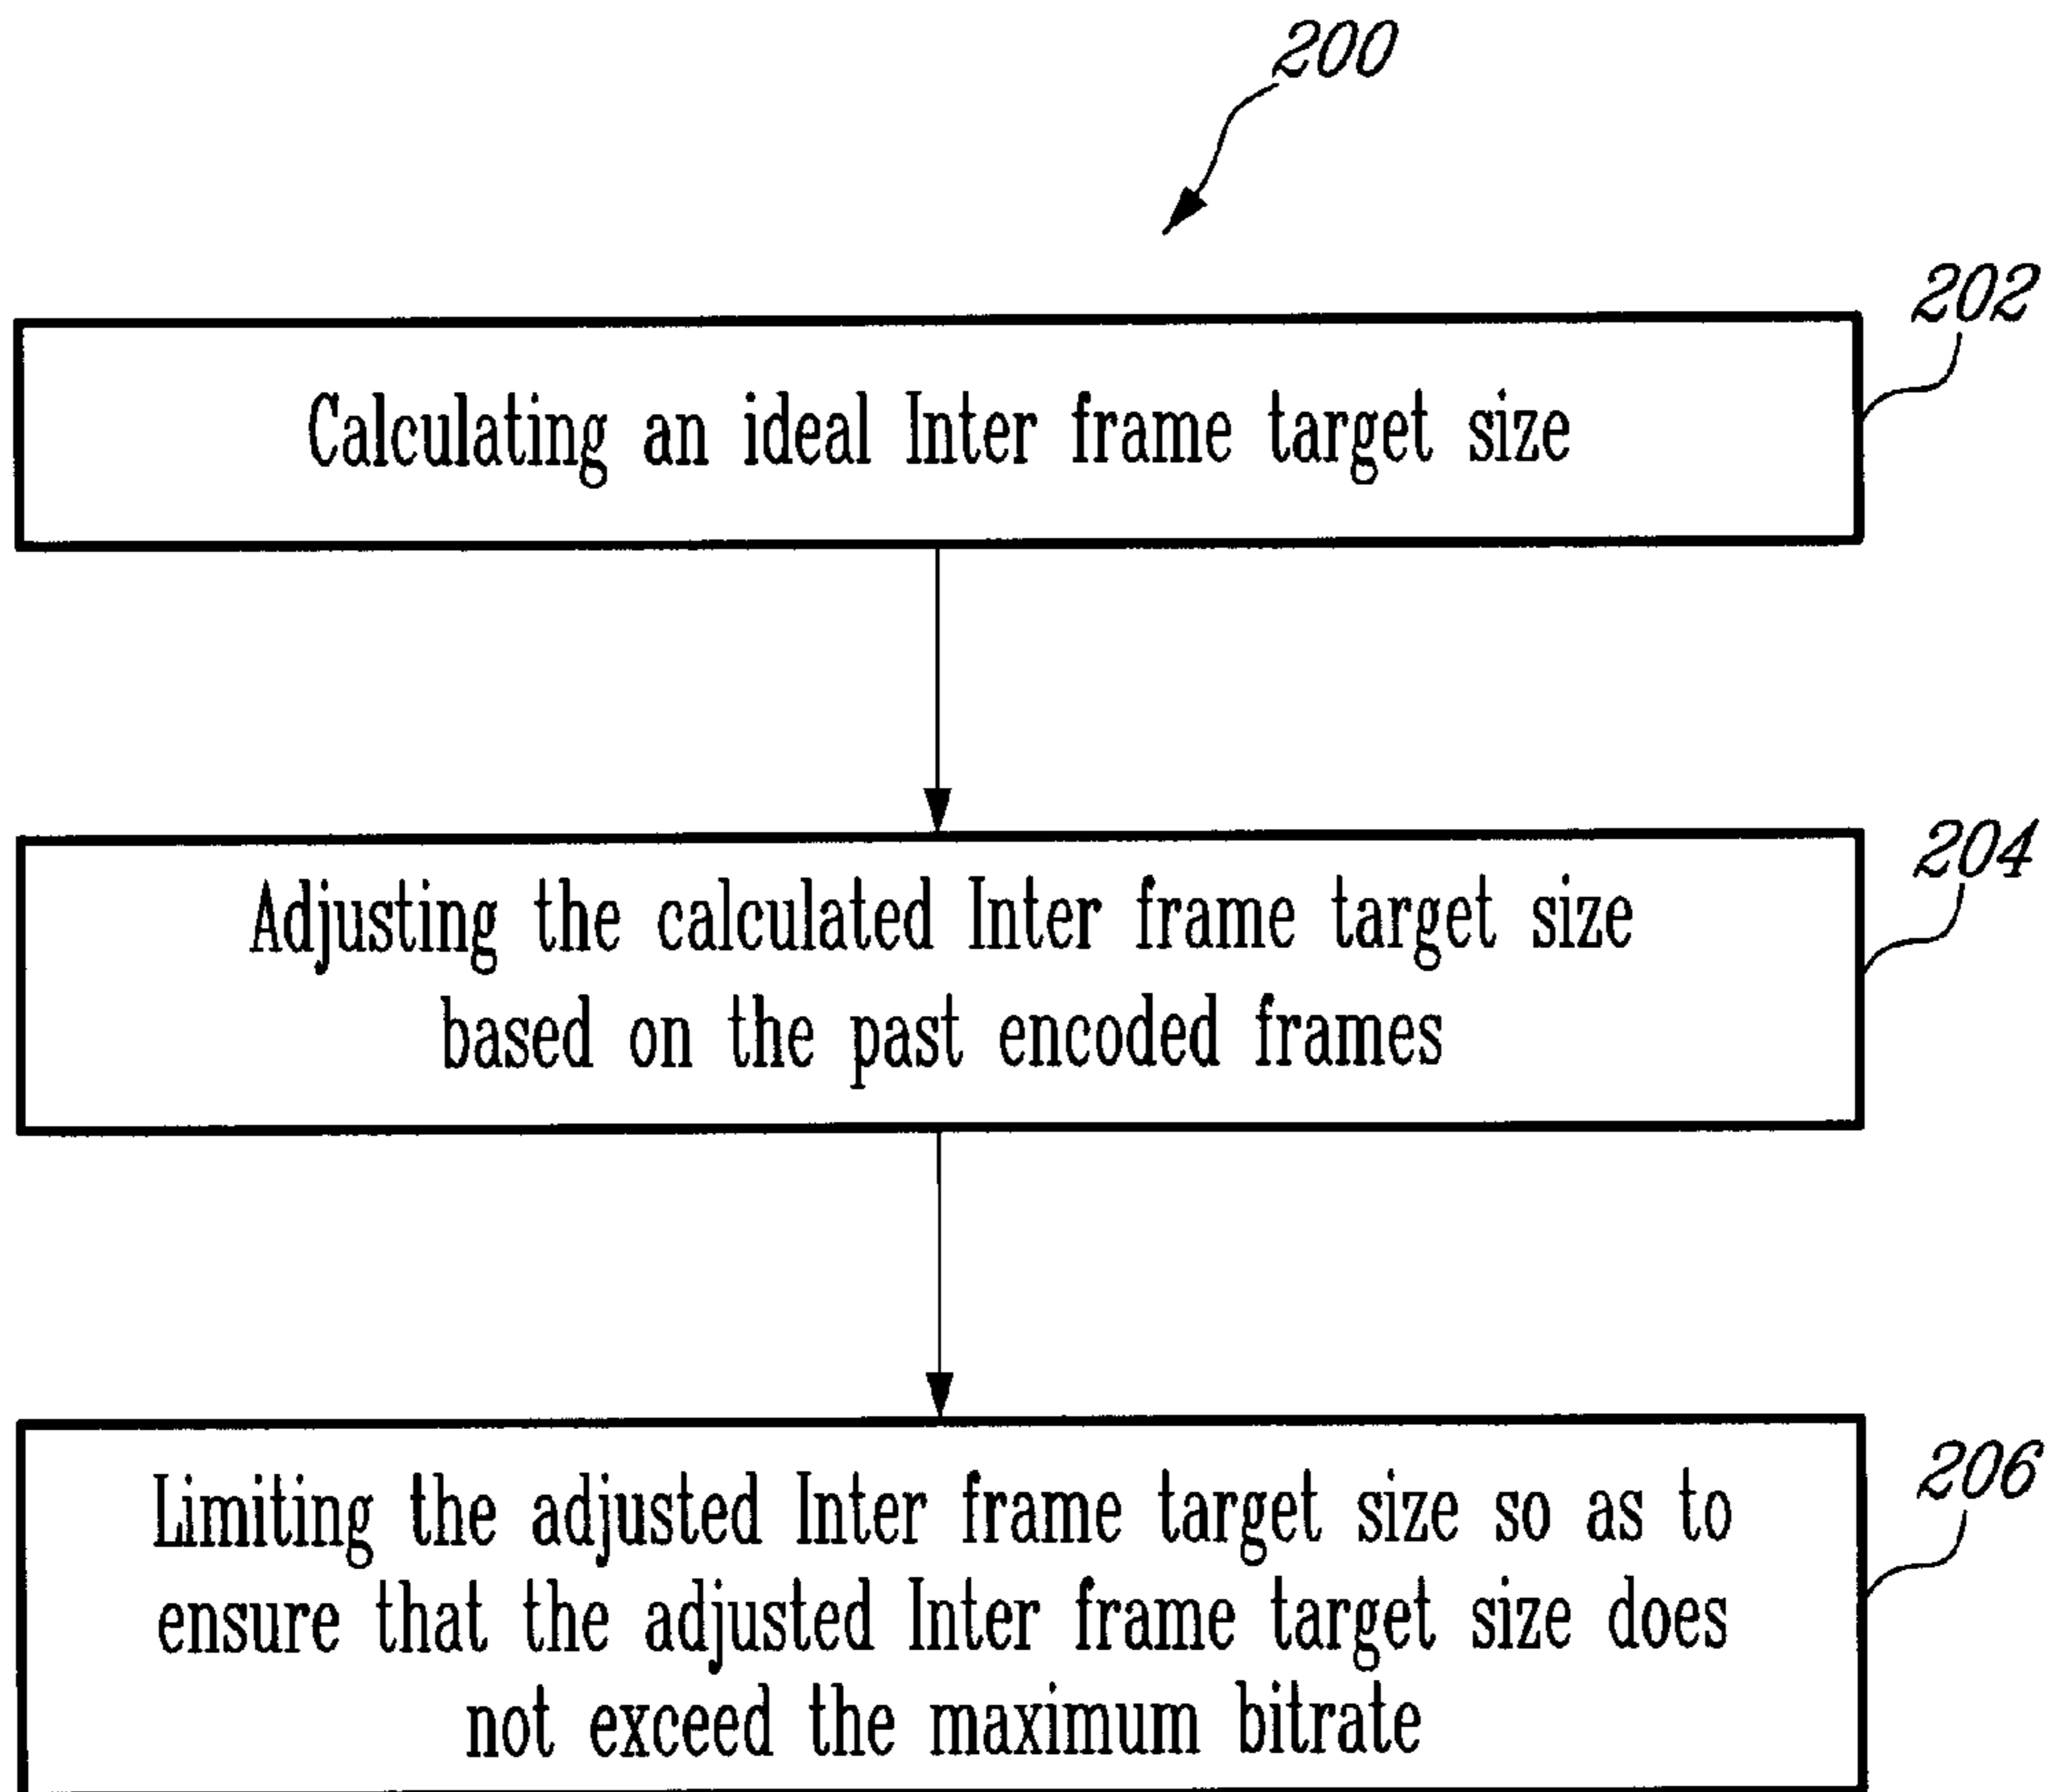 200
202
Calculating an ideal Inter frame target size
204
Adjusting the calculated Inter frame target size
based on the past encoded frames
206
Limiting the adjusted Inter frame target size so as to
ensure that the adjusted Inter frame target size does
not exceed the maximum bitrate